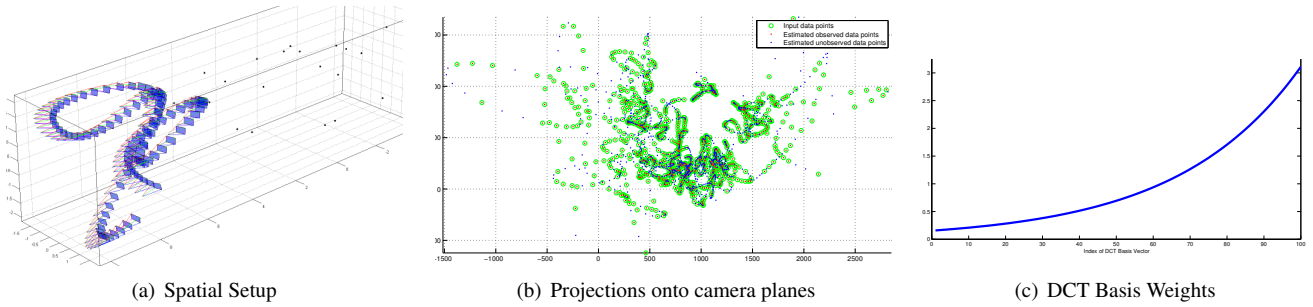 Input data points
Estimated observed data points
Estimated unobserved data points
-1500 -1000 -500 0 500 1000 1500 2000 2500
3
2.5
2
1.5
1
0.5
0
0 10 20 30 40 50 60 70 80 90 100
Index of DCT Basis Vector
(a) Spatial Setup
(b) Projections onto camera planes
(c) DCT Basis Weights